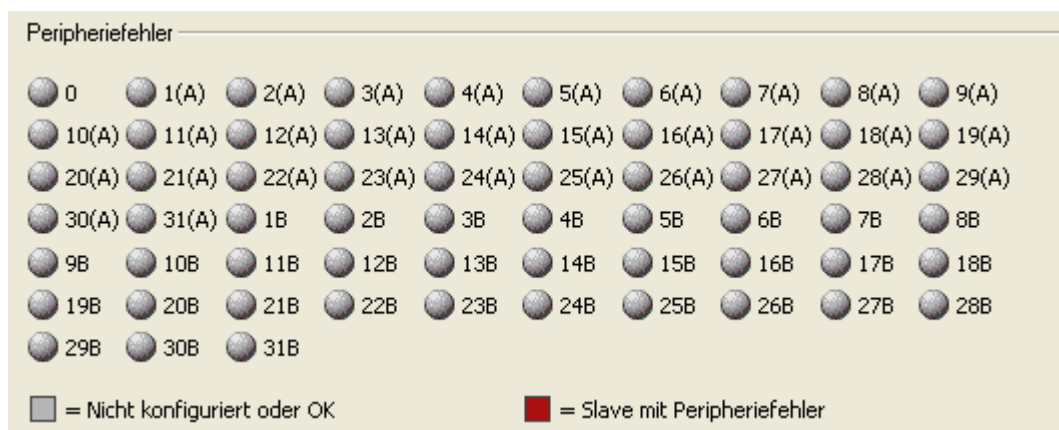 Peripheriefehler
0 1(A) 2(A) 3(A) 4(A) 5(A) 6(A) 7(A) 8(A) 9(A)
10(A) 11(A) 12(A) 13(A) 14(A) 15(A) 16(A) 17(A) 18(A) 19(A)
20(A) 21(A) 22(A) 23(A) 24(A) 25(A) 26(A) 27(A) 28(A) 29(A)
30(A) 31(A) 1B 2B 3B 4B 5B 6B 7B 8B
9B 10B 11B 12B 13B 14B 15B 16B 17B 18B
19B 20B 21B 22B 23B 24B 25B 26B 27B 28B
29B 30B 31B
= Nicht konfiguriert oder OK = Slave mit Peripheriefehler